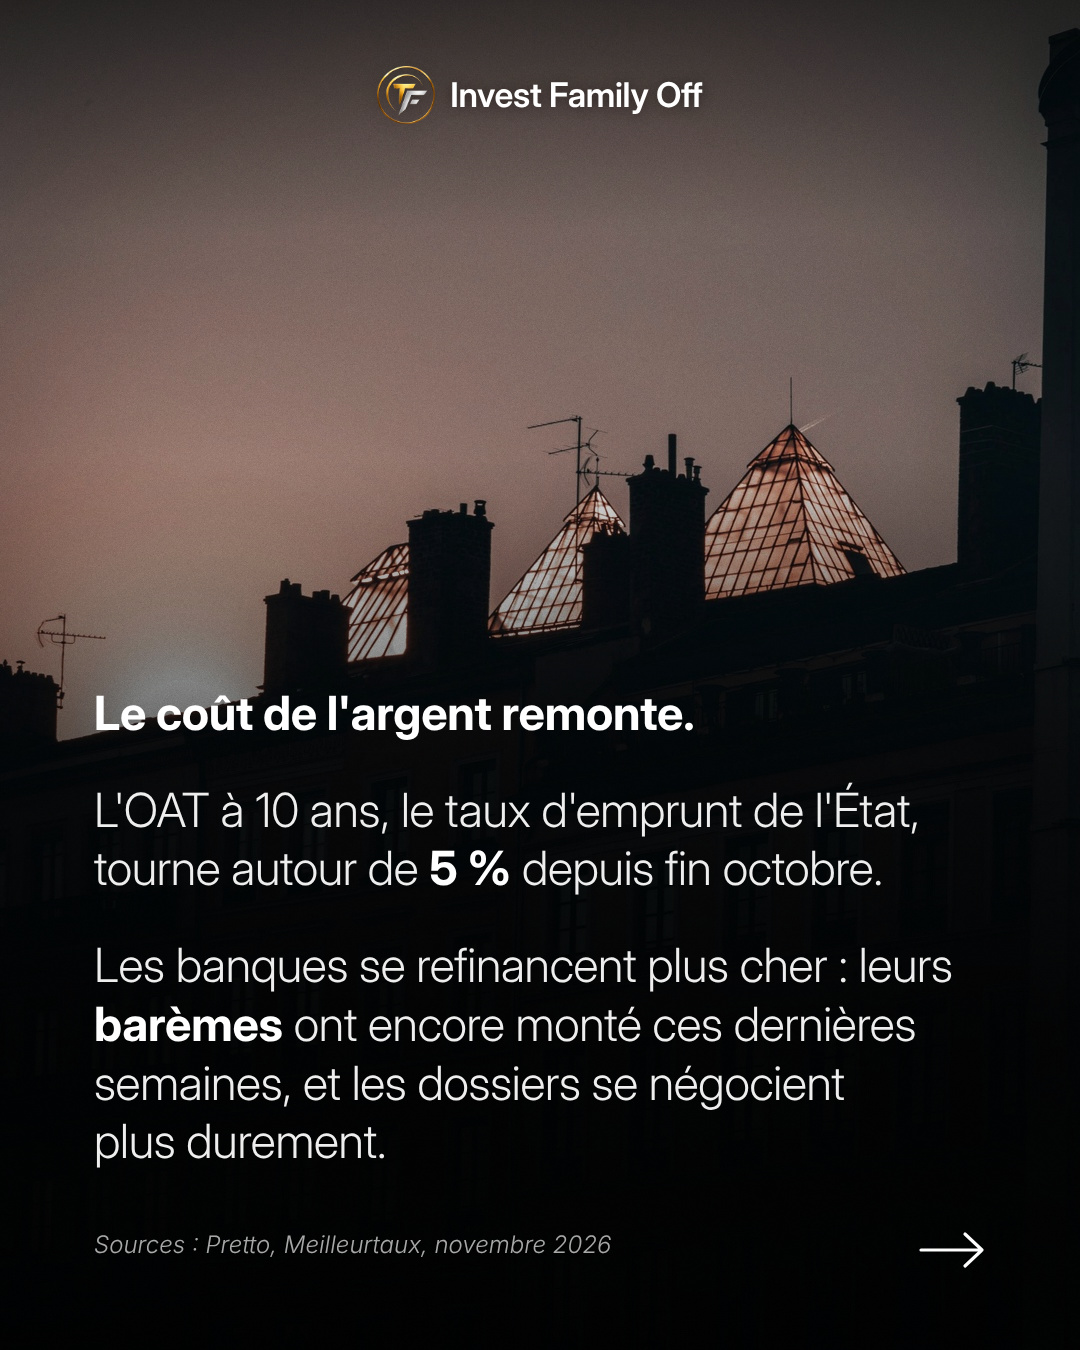 TF
Invest Family Off
Le coût de l'argent remonte.
L'OAT à 10 ans, le taux d'emprunt de l'État,
tourne autour de 5 % depuis fin octobre.
Les banques se refinancent plus cher : leurs
barèmes ont encore monté ces dernières
semaines, et les dossiers se négocient
plus durement.
Sources : Pretto, Meilleurtaux, novembre 2026